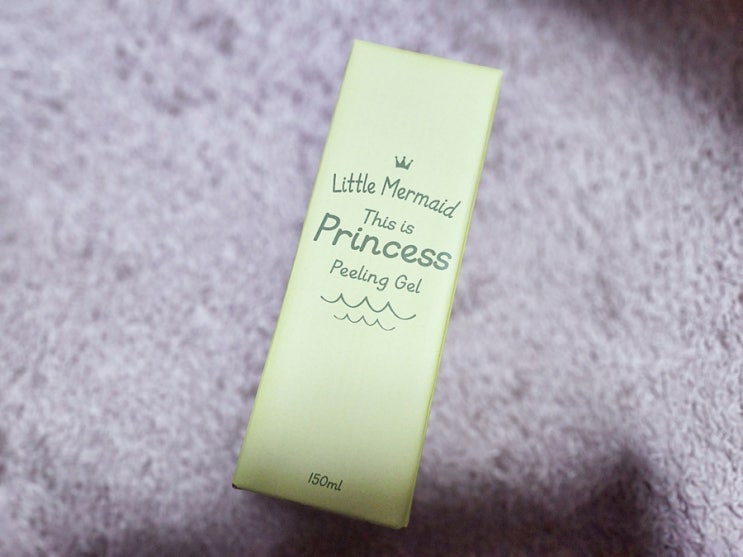 Little Mermaid
This is
Princess
Peeling Gel
150ml